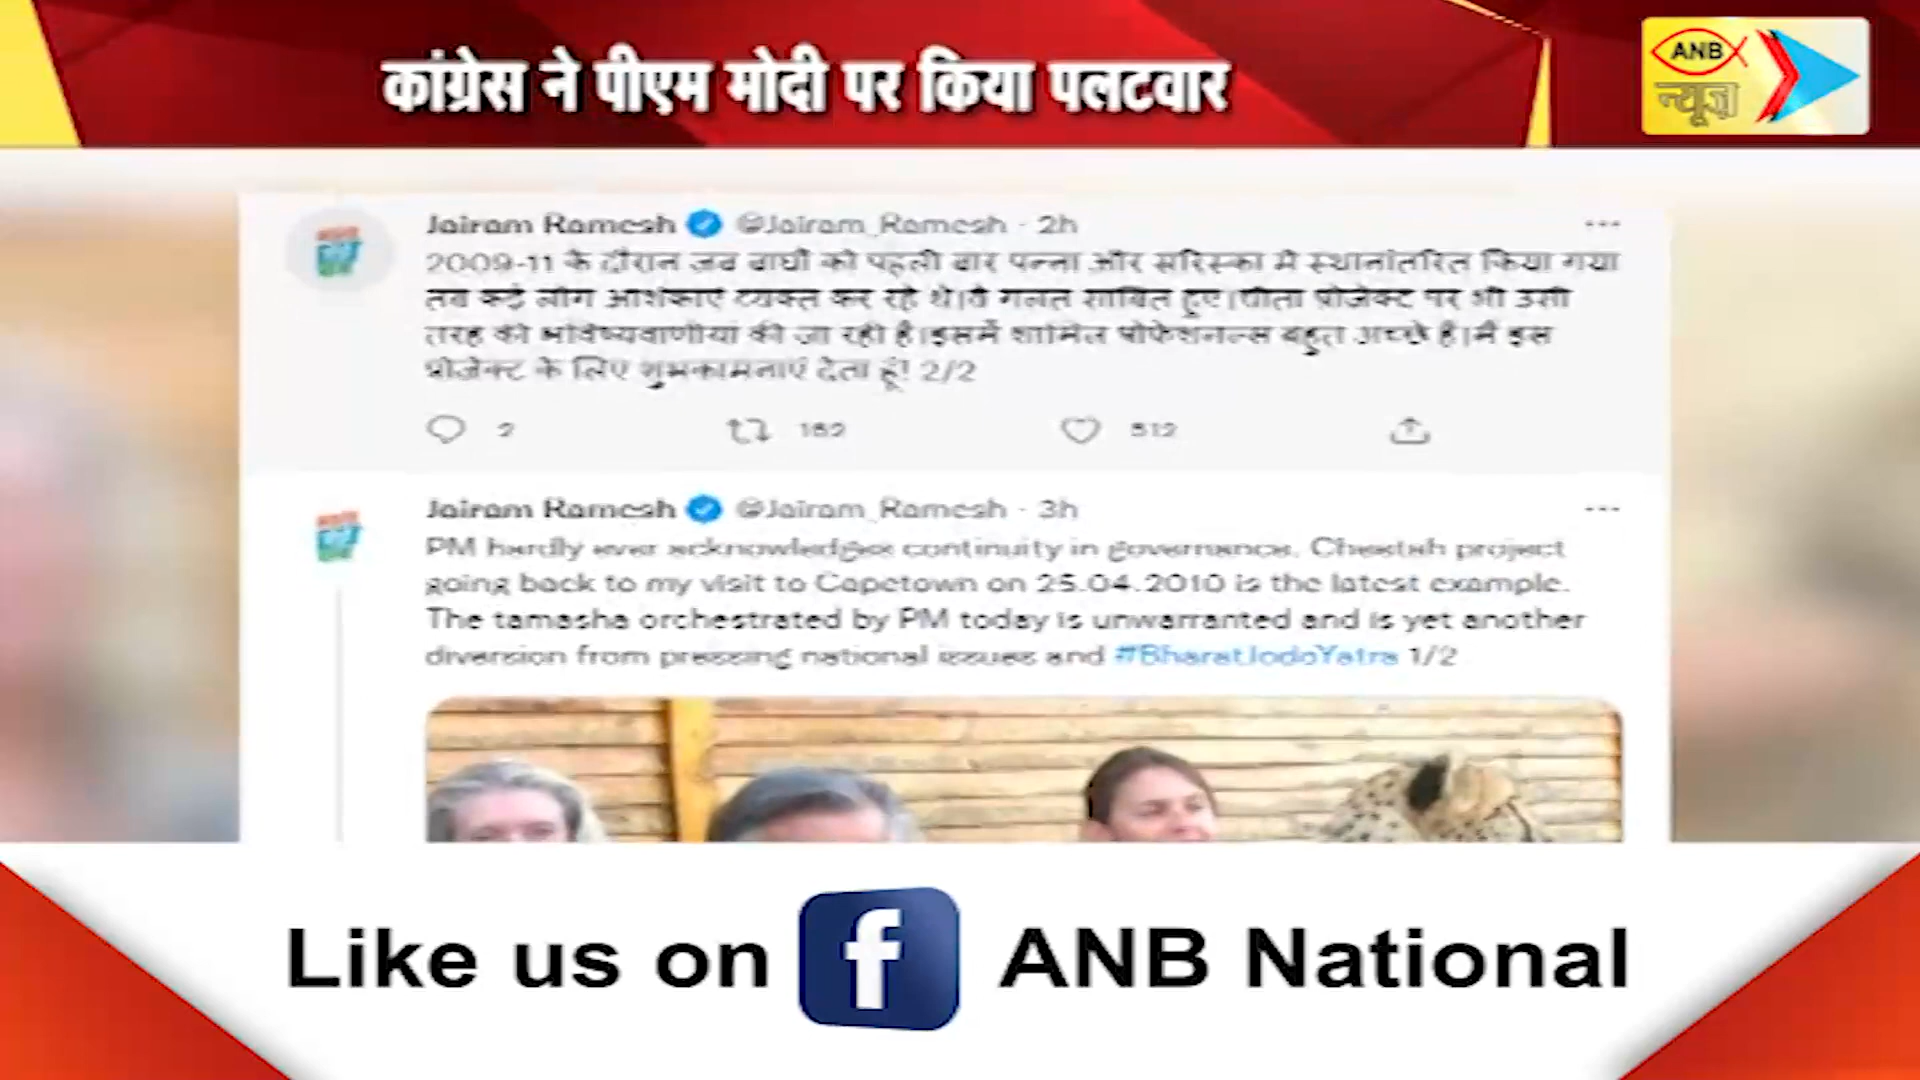 कांग्रेस ने पीएम मोदी पर किया पलटवार
ANB
न्यूज़
Jairam Ramesh @Jairam_Ramesh · 2h
2009-11 के दौरान जब बाघों को पहली बार पन्ना और सरिस्का में स्थानांतरित किया गया
तब कई लोग आशंकाएं व्यक्त कर रहे थे।वे गलत साबित हुए।चीता प्रोजेक्ट पर भी उसी
तरह की भविष्यवाणीयां की जा रही हैं।इसमें शामिल प्रोफेशनल्स बहुत अच्छे हैं।मैं इस
प्रोजेक्ट के लिए शुभकामनाएं देता हूं! 2/2
2 182 812
Jairam Ramesh @Jairam_Ramesh · 3h
PM hardly ever acknowledges continuity in governance. Cheetah project
going back to my visit to Capetown on 25.04.2010 is the latest example.
The tamasha orchestrated by PM today is unwarranted and is yet another
diversion from pressing national issues and #BharatJodoYatra 1/2
Like us on f ANB National